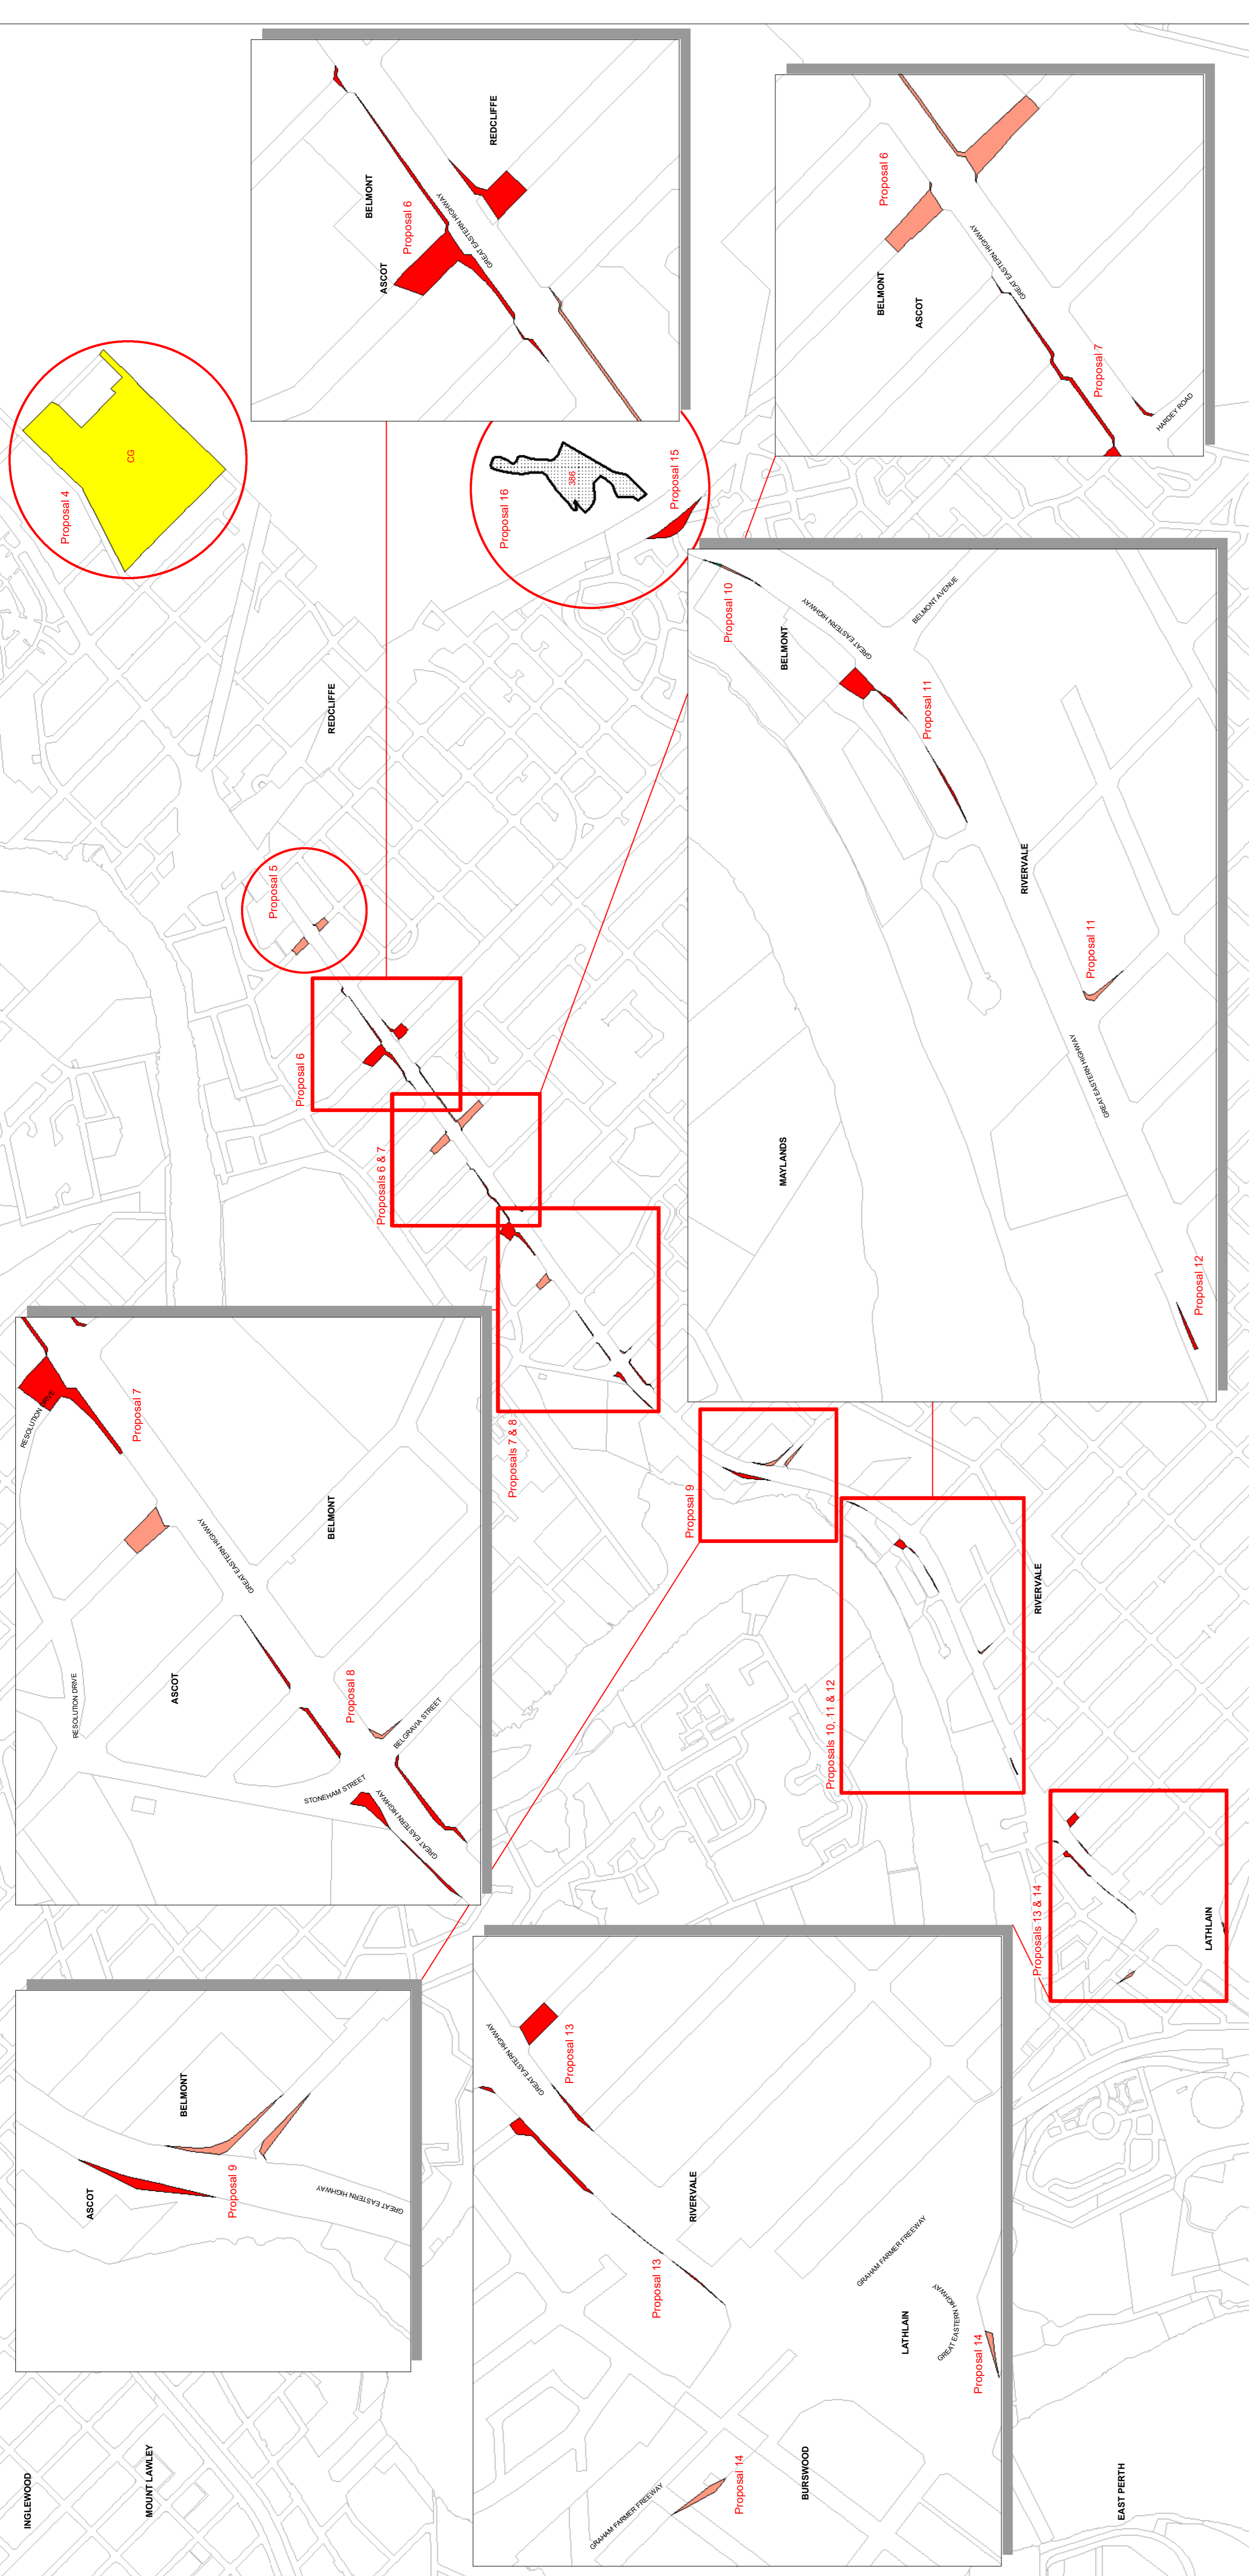 Proposal 4
CG
BELMONT
ASCOT
REDCLIFFE
Proposal 6
GREAT EASTERN HIGHWAY
Proposal 6
BELMONT
ASCOT
GREAT EASTERN HIGHWAY
Proposal 7
HARDEY ROAD
Proposal 16
386
Proposal 15
REDCLIFFE
Proposal 5
Proposal 6
Proposals 6 & 7
Proposals 7 & 8
Proposal 9
Proposals 10, 11 & 12
RIVERVALE
Proposals 13 & 14
LATHLAIN
Proposal 10
BELMONT
GREAT EASTERN HIGHWAY
BELMONT AVENUE
Proposal 11
RIVERVALE
Proposal 11
GREAT EASTERN HIGHWAY
MAYLANDS
Proposal 12
RESOLUTION DRIVE
Proposal 7
GREAT EASTERN HIGHWAY
BELMONT
RESOLUTION DRIVE
ASCOT
Proposal 8
BELGRAVIA STREET
STONEHAM STREET
GREAT EASTERN HIGHWAY
BELMONT
ASCOT
Proposal 9
GREAT EASTERN HIGHWAY
GREAT EASTERN HIGHWAY
Proposal 13
RIVERVALE
Proposal 13
GRAHAM FARMER FREEWAY
LATHLAIN
GREAT EASTERN HIGHWAY
Proposal 14
GRAHAM FARMER FREEWAY
Proposal 14
BURSWOOD
INGLEWOOD
MOUNT LAWLEY
EAST PERTH